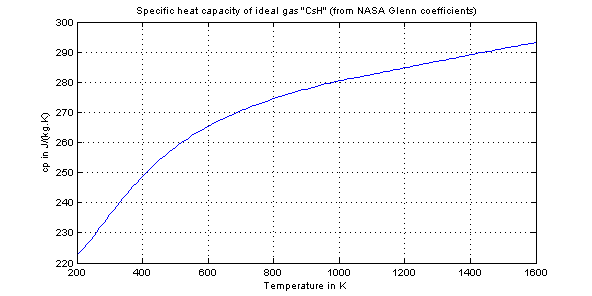 Specific heat capacity of ideal gas "CsH" (from NASA Glenn coefficients)
300
290
280
270
260
250
240
230
220
cp in J/(kg.K)
200 400 600 800 1000 1200 1400 1600
Temperature in K